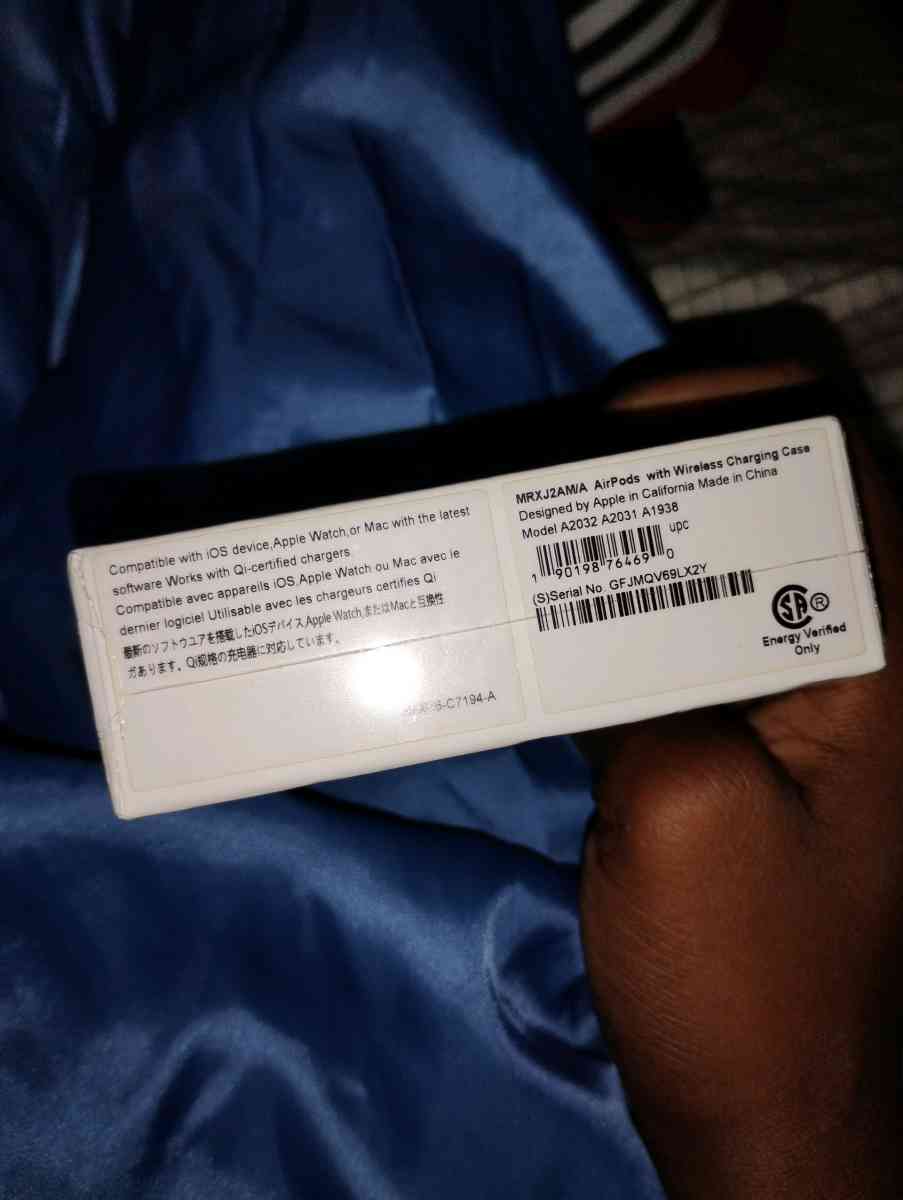 Compatible with iOS device,Apple Watch,or Mac with the latest
software Works with Qi-certified chargers
Compatible avec appareils iOS,Apple Watch ou Mac avec le
dernier logiciel Utilisable avec les chargeurs certifies Qi
最新のソフトウユアを搭載したiOSデバイス,Apple Watch,またはMacと互換性
ガあります。Qi规格の充电器に対応しています。
-C7194-A
MRXJ2AM/A AirPods with Wireless Charging Case
Designed by Apple in California Made in China
Model A2032 A2031 A1938
UPC
1 90198 76469 0
(S)Serial No. GFJMQV69LX2Y
SA ®
Energy Verified
Only